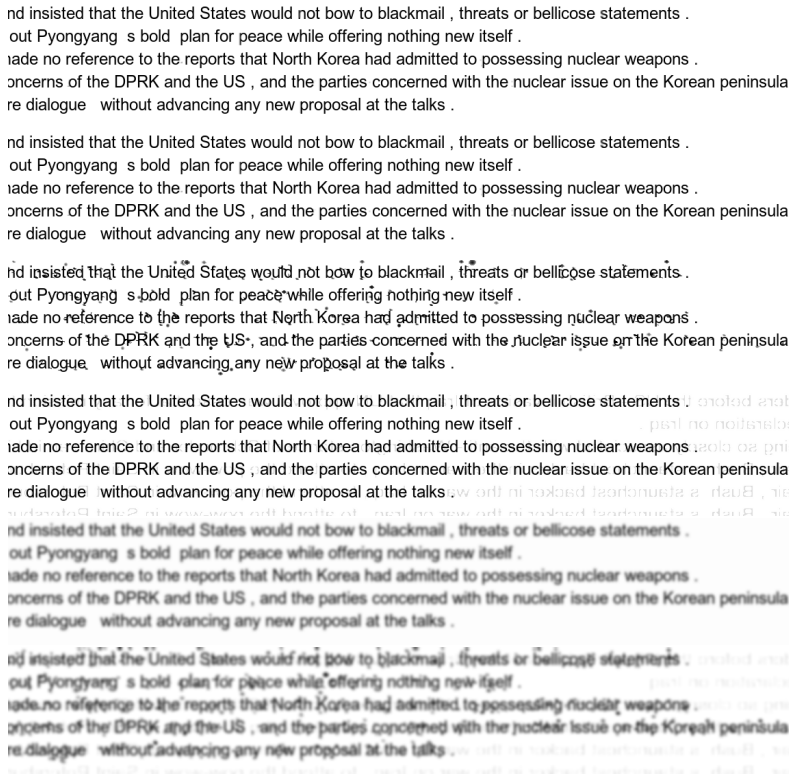 nd insisted that the United States would not bow to blackmail , threats or bellicose statements .
out Pyongyang s bold plan for peace while offering nothing new itself .
ade no reference to the reports that North Korea had admitted to possessing nuclear weapons .
oncerns of the DPRK and the US , and the parties concerned with the nuclear issue on the Korean peninsula
re dialogue without advancing any new proposal at the talks .
nd insisted that the United States would not bow to blackmail , threats or bellicose statements .
out Pyongyang s bold plan for peace while offering nothing new itself .
ade no reference to the reports that North Korea had admitted to possessing nuclear weapons .
oncerns of the DPRK and the US , and the parties concerned with the nuclear issue on the Korean peninsula
re dialogue without advancing any new proposal at the talks .
nd insisted that the United States would not bow to blackmail , threats or bellicose statements .
out Pyongyang s bold plan for peace while offering nothing new itself .
ade no reference to the reports that North Korea had admitted to possessing nuclear weapons .
oncerns of the DPRK and the US , and the parties concerned with the nuclear issue on the Korean peninsula
re dialogue without advancing any new proposal at the talks .
nd insisted that the United States would not bow to blackmail , threats or bellicose statements .
out Pyongyang s bold plan for peace while offering nothing new itself .
ade no reference to the reports that North Korea had admitted to possessing nuclear weapons .
oncerns of the DPRK and the US , and the parties concerned with the nuclear issue on the Korean peninsula
re dialogue without advancing any new proposal at the talks .
nd insisted that the United States would not bow to blackmail , threats or bellicose statements .
out Pyongyang s bold plan for peace while offering nothing new itself .
ade no reference to the reports that North Korea had admitted to possessing nuclear weapons .
oncerns of the DPRK and the US , and the parties concerned with the nuclear issue on the Korean peninsula
re dialogue without advancing any new proposal at the talks .
nd insisted that the United States would not bow to blackmail , threats or bellicose statements .
out Pyongyang s bold plan for peace while offering nothing new itself .
ade no reference to the reports that North Korea had admitted to possessing nuclear weapons .
oncerns of the DPRK and the US , and the parties concerned with the nuclear issue on the Korean peninsula
re dialogue without advancing any new proposal at the talks .